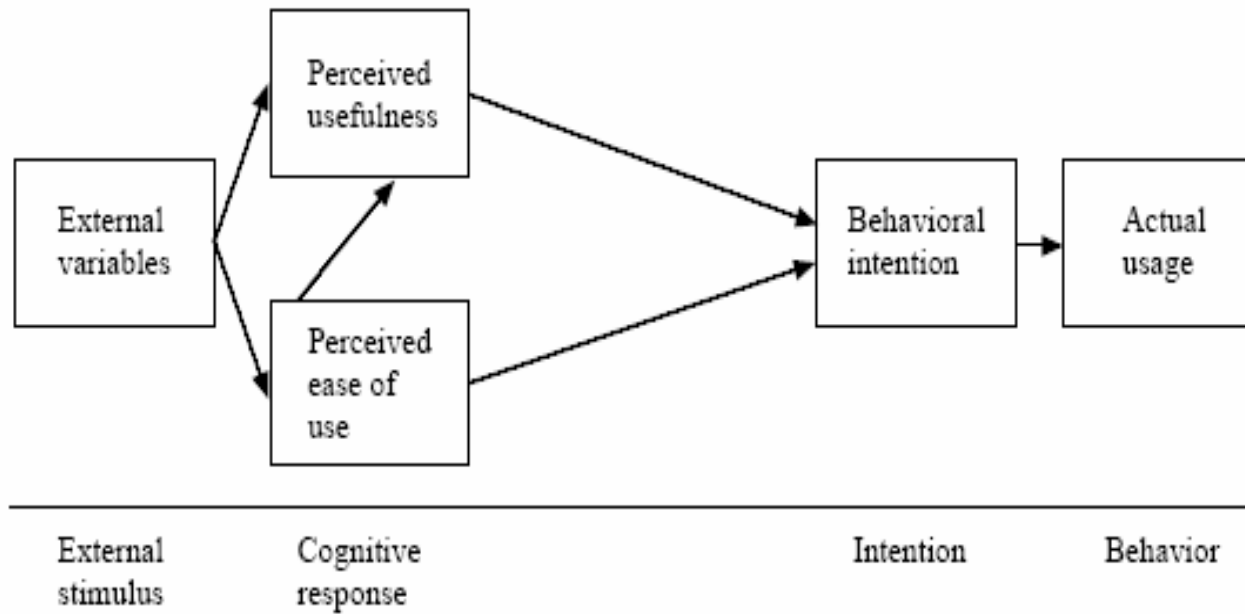 Perceived
usefulness
External
variables
Perceived
ease of
use
Behavioral
intention
Actual
usage
External
stimulus
Cognitive
response
Intention
Behavior